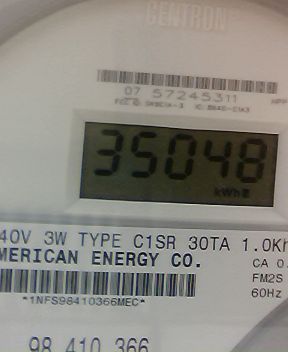 CENTRON
07 57245311
35048
kWh
40V 3W TYPE C1SR 30TA 1.0Kh
MERICAN ENERGY CO.
CA 0.
FM2S
*1NFS98410366MEC*
60Hz
98 410 366